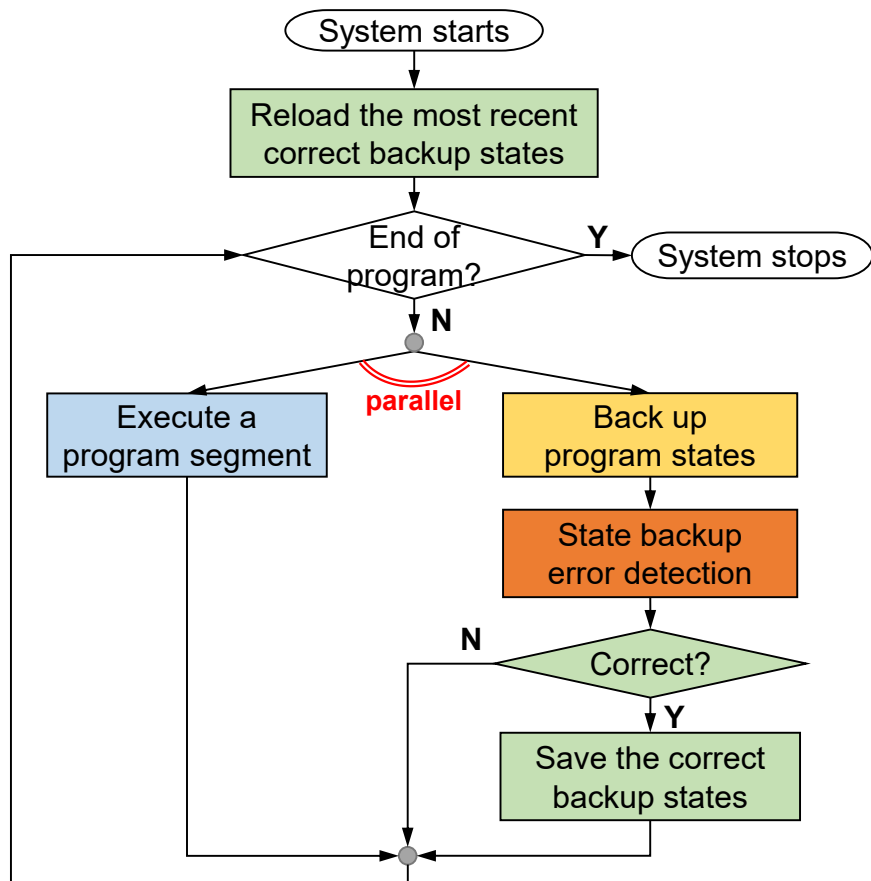 System starts
Reload the most recent
correct backup states
End of
program?
Y
System stops
N
parallel
Execute a
program segment
Back up
program states
State backup
error detection
N
Correct?
Y
Save the correct
backup states